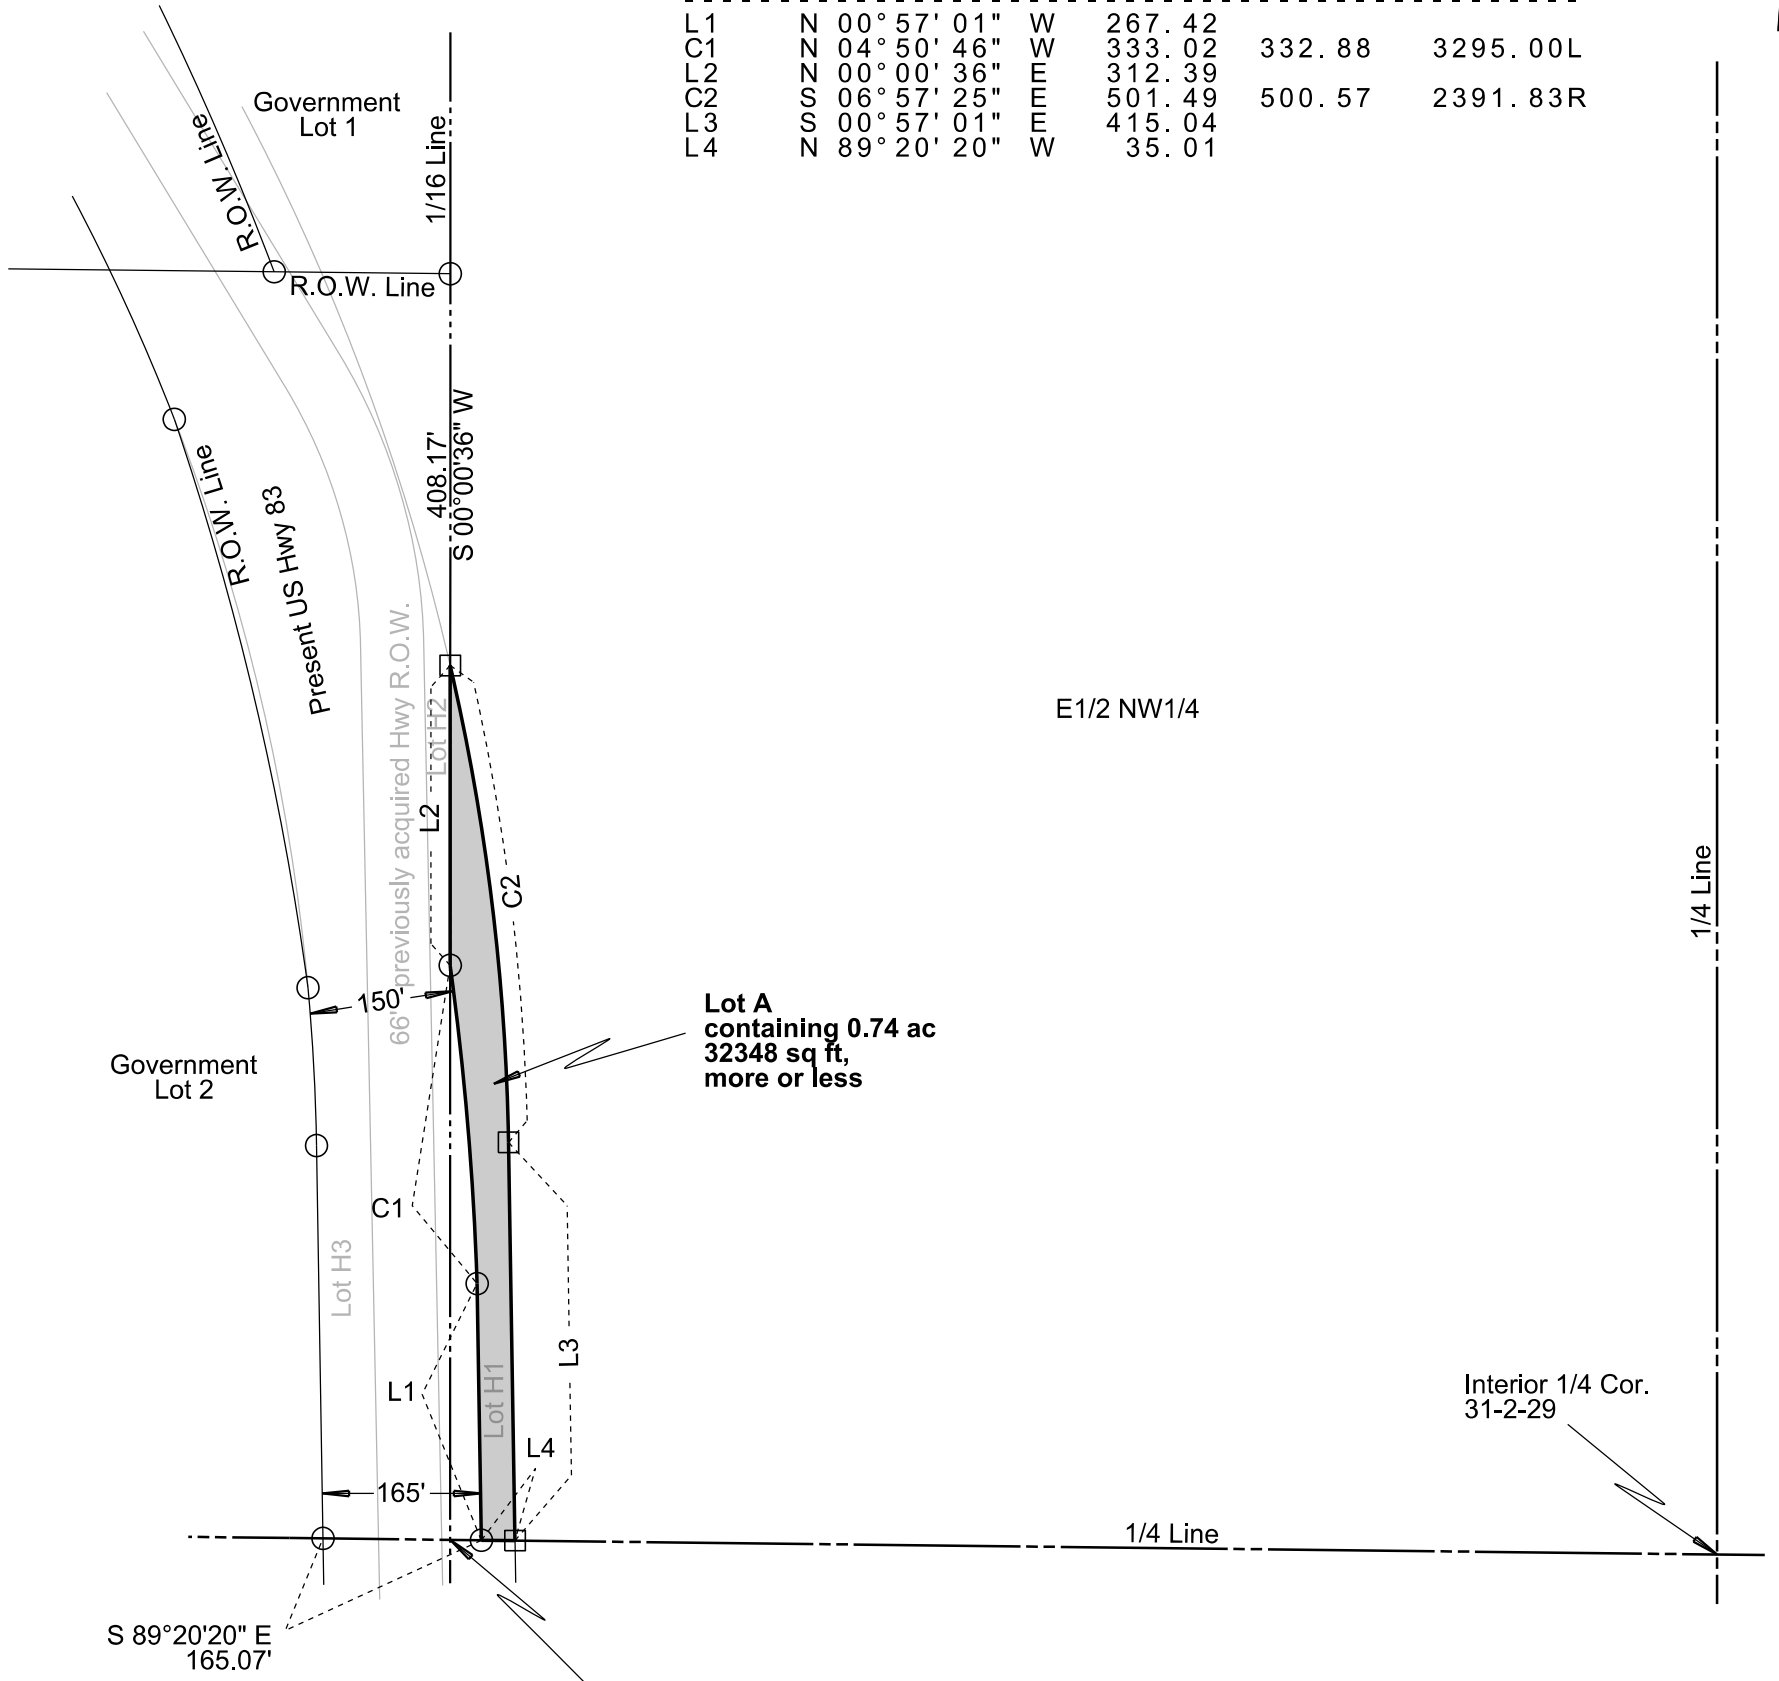 L1 N 00°57'01" W 267.42
C1 N 04°50'46" W 333.02 332.88 3295.00L
L2 N 00°00'36" E 312.39
C2 S 06°57'25" E 501.49 500.57 2391.83R
L3 S 00°57'01" E 415.04
L4 N 89°20'20" W 35.01
Government
Lot 1
R.O.W. Line
1/16 Line
R.O.W. Line
408.17'
S 00°00'36" W
R.O.W. Line
Present US Hwy 83
66' previously acquired Hwy R.O.W.
Lot H2
E1/2 NW1/4
L2
C2
1/4 Line
150'
Lot A
containing 0.74 ac
32348 sq ft,
more or less
Government
Lot 2
C1
Lot H3
L3
L1
Lot H1
Interior 1/4 Cor.
31-2-29
L4
165'
1/4 Line
S 89°20'20" E
165.07'